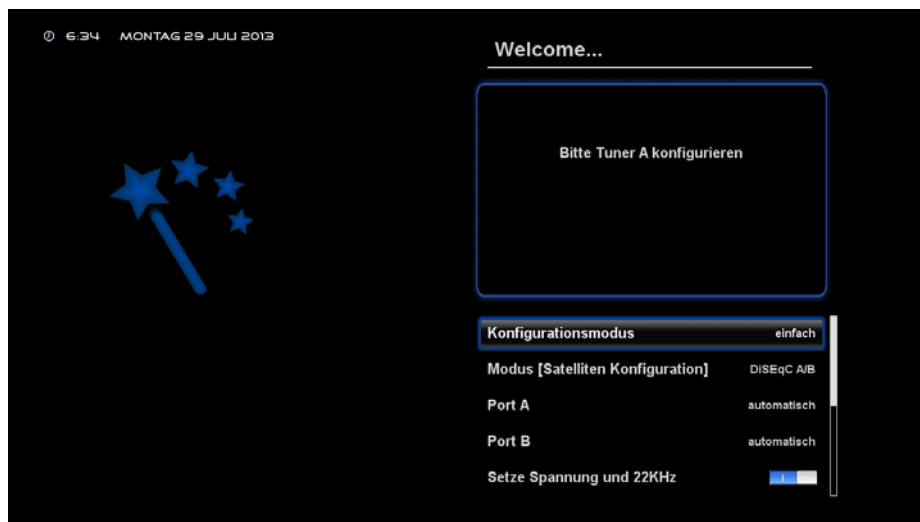 6:34 MONTAG 29 JULI 2013
Welcome...
Bitte Tuner A konfigurieren
Konfigurationsmodus einfach
Modus [Satelliten Konfiguration] DiSEqC A/B
Port A automatisch
Port B automatisch
Setze Spannung und 22KHz